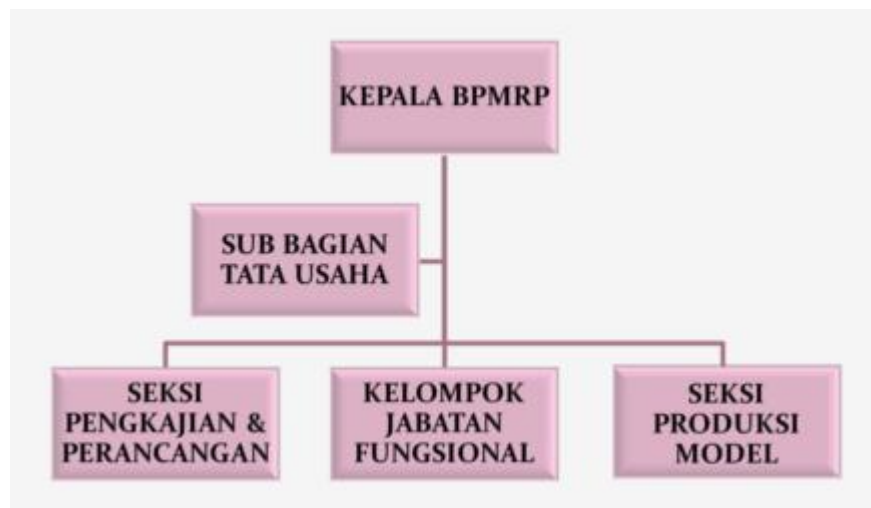 KEPALA BPMRP
SUB BAGIAN
TATA USAHA
SEKSI
PENGKAJIAN &
PERANCANGAN
KELOMPOK
JABATAN
FUNGSIONAL
SEKSI
PRODUKSI
MODEL